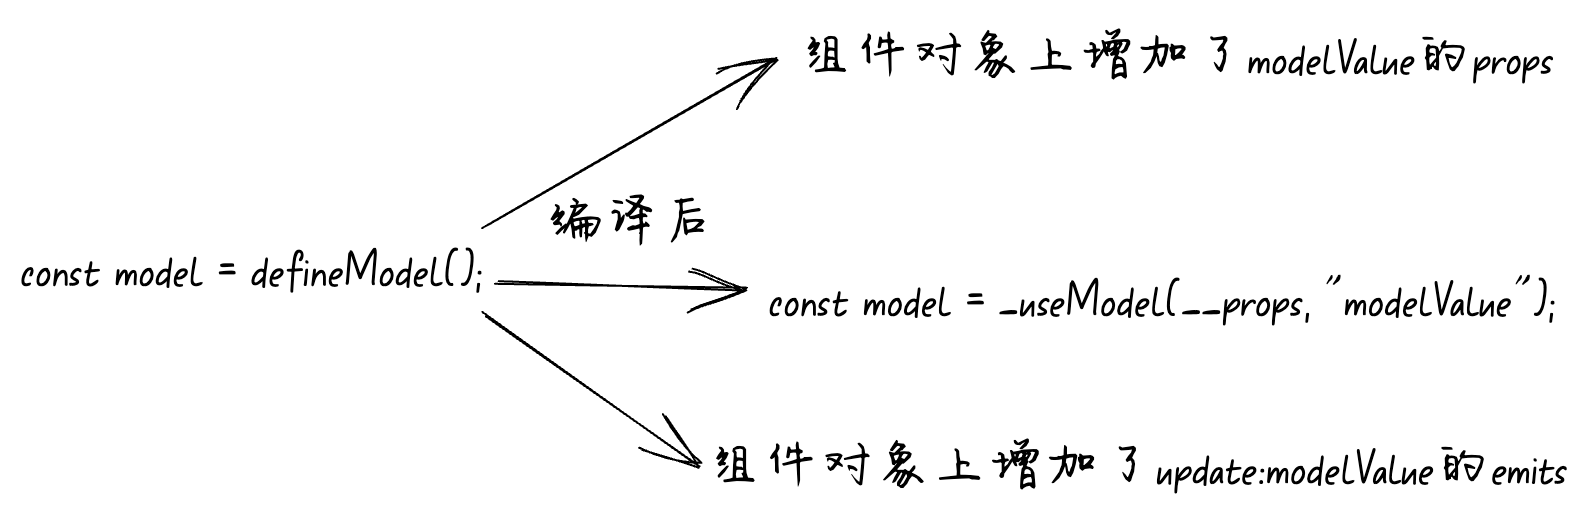 组件对象上增加了modelValue的props
编译后
const model = defineModel();
const model = _useModel(__props, "modelValue");
组件对象上增加了update:modelValue的emits